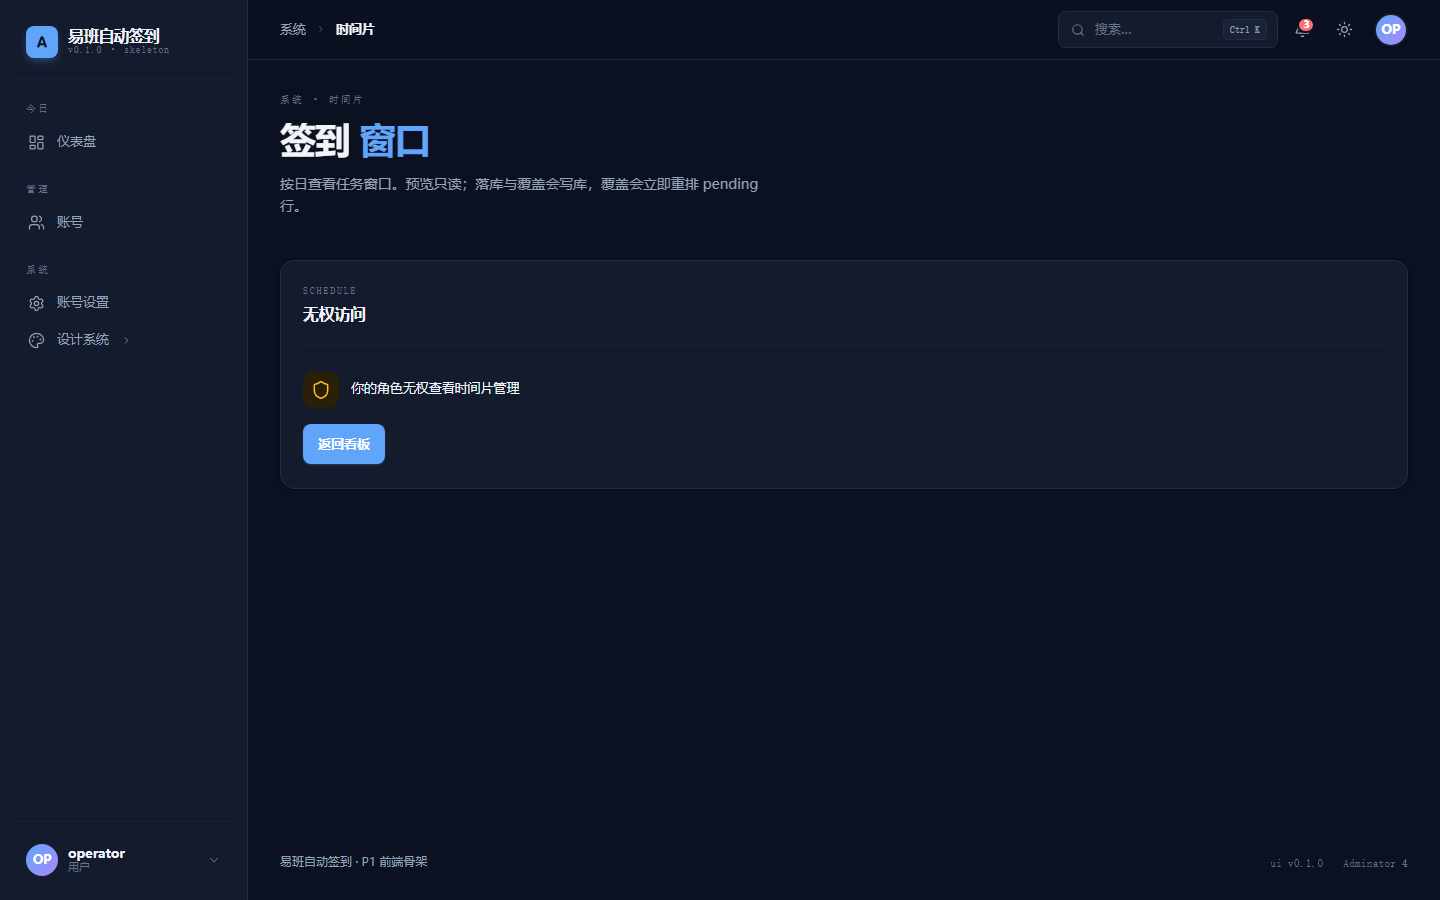 A
易班自动签到
v0.1.0 • skeleton
今日
仪表盘
管理
账号
系统
账号设置
设计系统
OP
operator
用户
系统
时间片
搜索...
Ctrl K
3
OP
系统 • 时间片
签到 窗口
按日查看任务窗口。预览只读；落库与覆盖会写库，覆盖会立即重排 pending
行。
SCHEDULE
无权访问
你的角色无权查看时间片管理
返回看板
易班自动签到 · P1 前端骨架
ui v0.1.0
Adminator 4